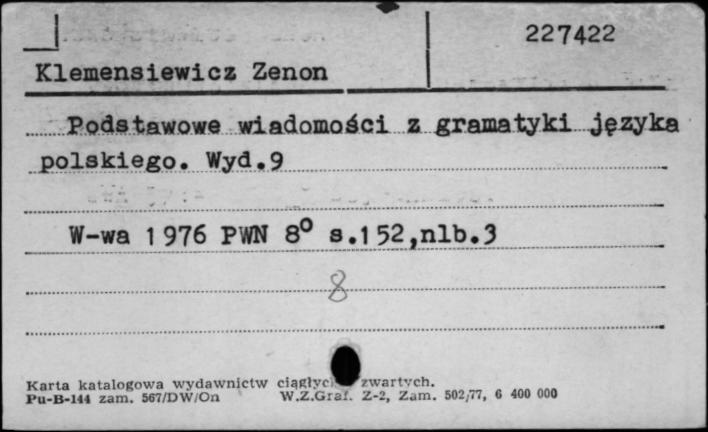 227422
Klemensiewicz Zenon
Podstawowe wiadomości z gramatyki języka
polskiego. Wyd.9
W-wa 1976 PWN 8° s.152,nlb.3
8
Karta katalogowa wydawnictw zwartych.
Pu-B-144 zam. 567/DW/On W.Z.Graf. Z-2, Zam. 502/77, 6 400 000